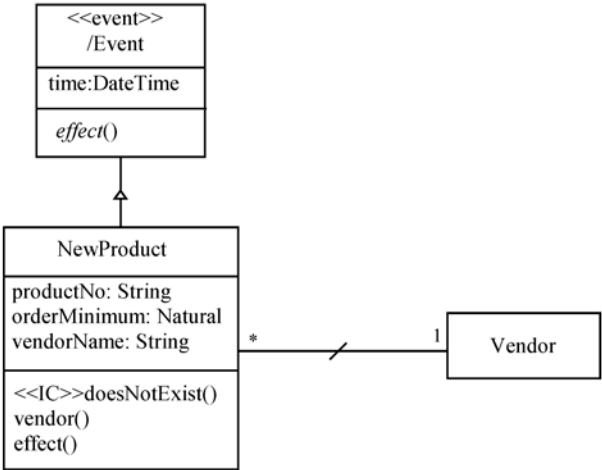 <<event>>
/Event
time:DateTime
effect()
NewProduct
productNo: String
orderMinimum: Natural
vendorName: String
<<IC>>doesNotExist()
vendor()
effect()
*
1
Vendor